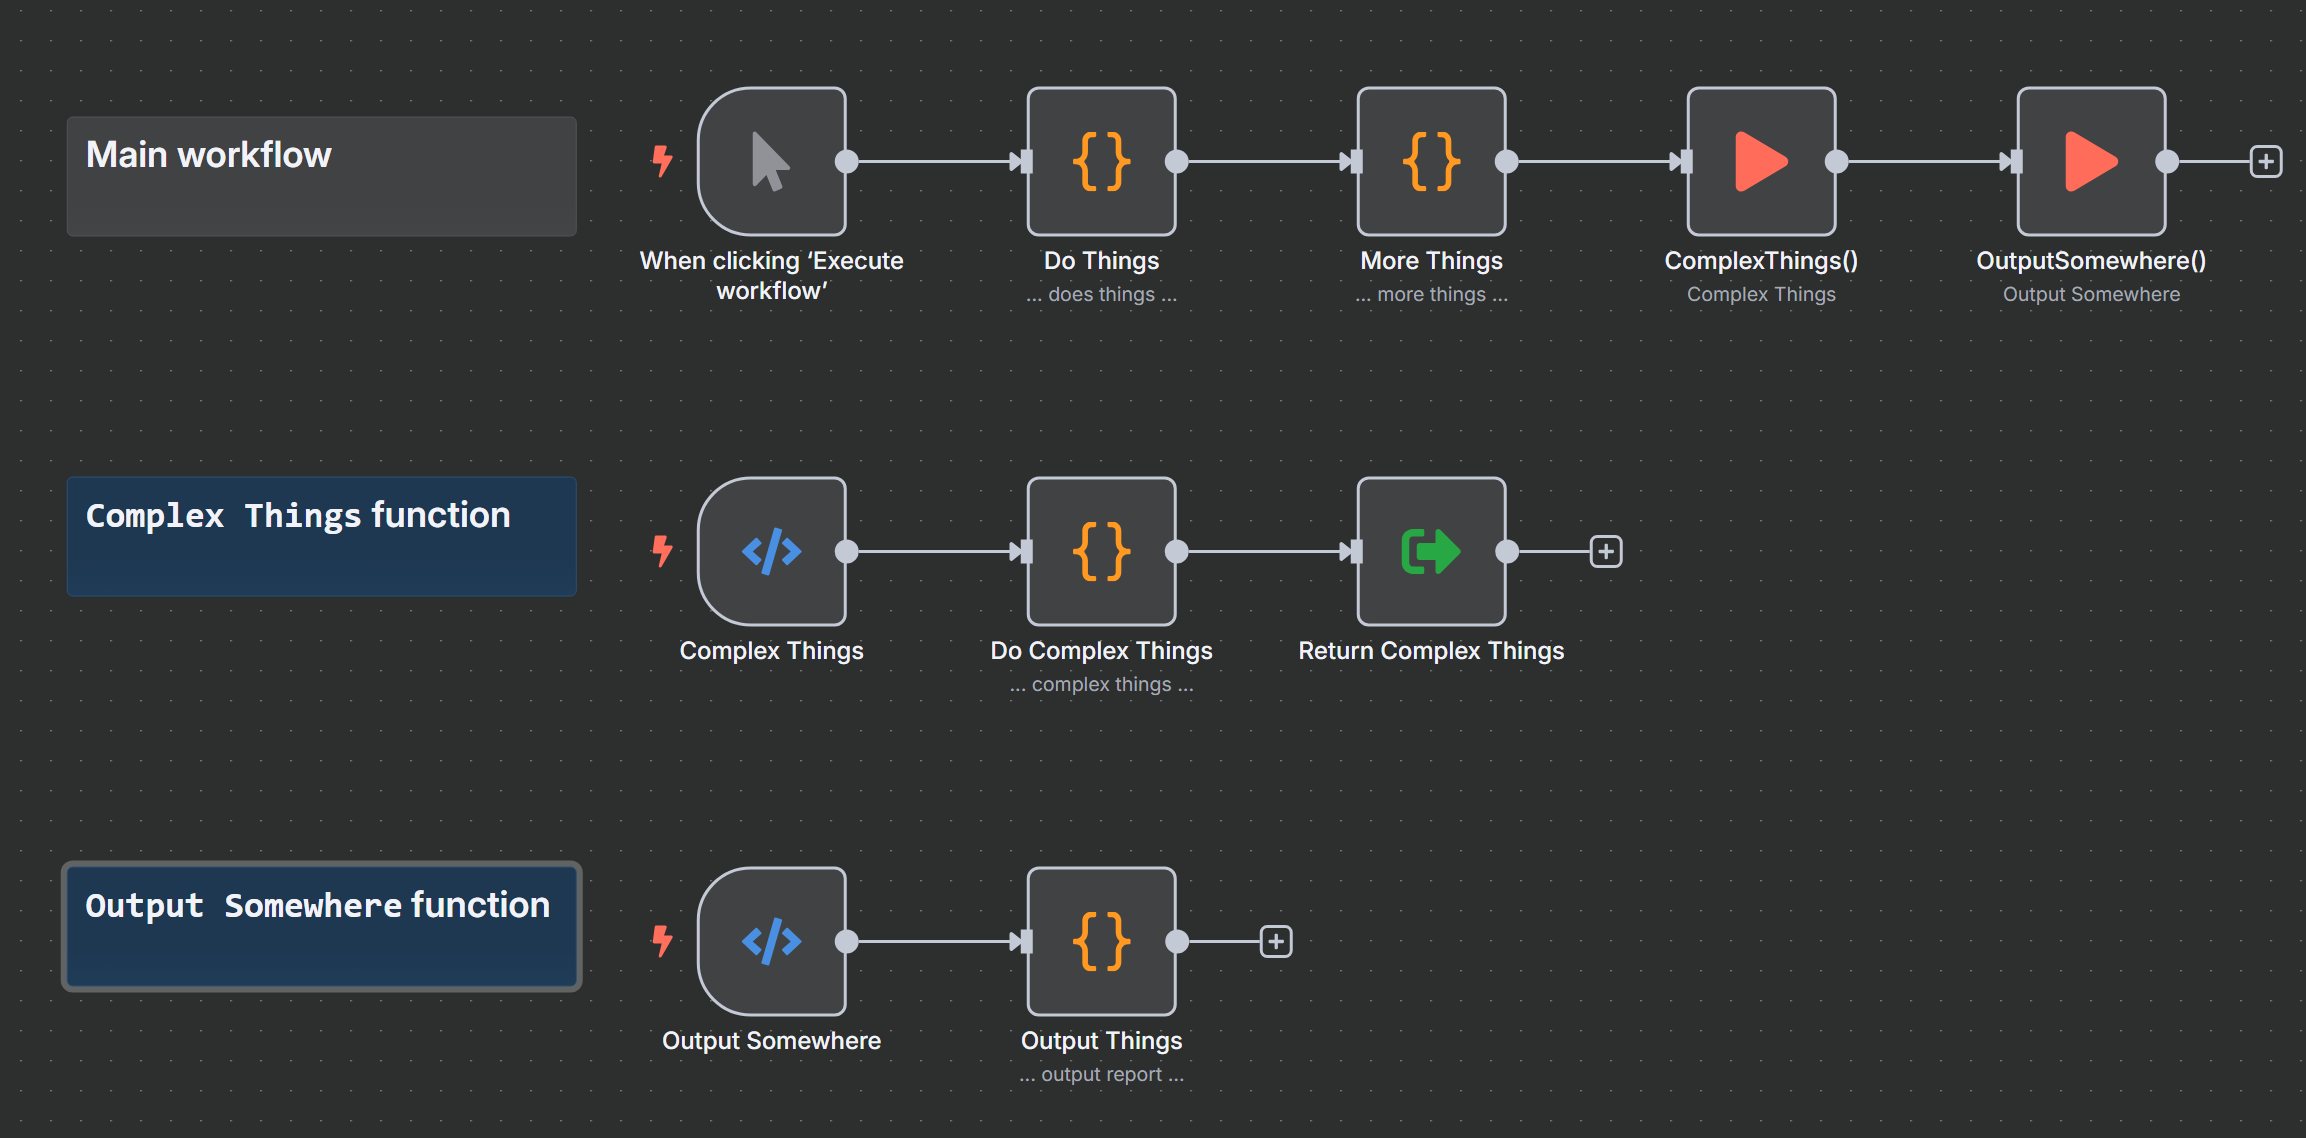 Main workflow
When clicking ‘Execute
workflow’
Do Things
... does things ...
More Things
... more things ...
ComplexThings()
Complex Things
OutputSomewhere()
Output Somewhere
Complex Things function
Complex Things
Do Complex Things
... complex things ...
Return Complex Things
Output Somewhere function
Output Somewhere
Output Things
... output report ...